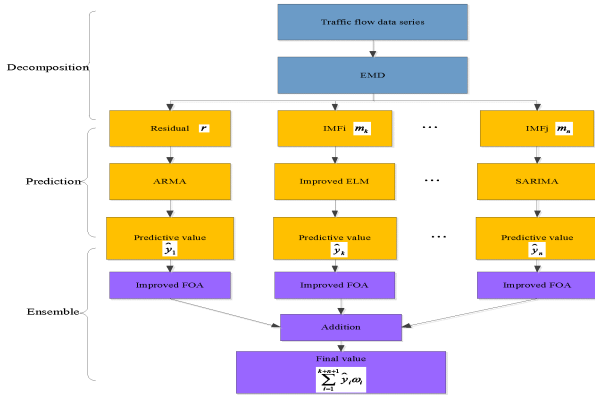 Traffic flow data series
Decomposition
EMD
Residual r
IMFi m_k
...
IMFj m_n
Prediction
ARMA
Improved ELM
...
SARIMA
Predictive value
ŷ_1
Predictive value
ŷ_k
...
Predictive value
ŷ_n
Improved FOA
Improved FOA
Improved FOA
Ensemble
Addition
Final value
\sum_{i=1}^{k+n+1} ŷ_i ω_i